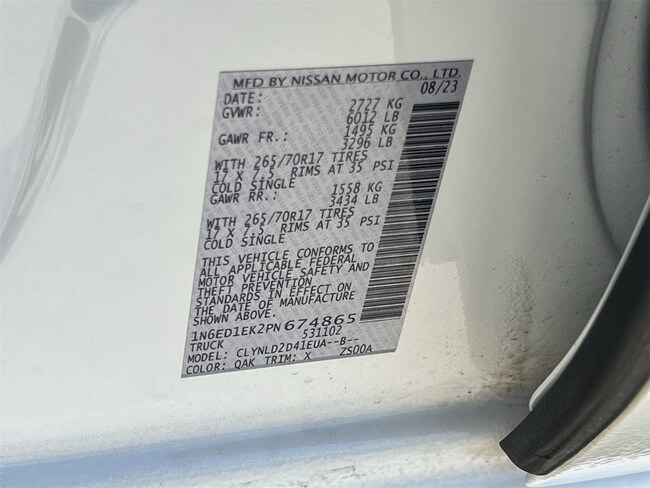 MFD BY NISSAN MOTOR CO., LTD.
DATE: 08/23
GVWR: 2727 KG
6012 LB
GAWR FR.: 1495 KG
3296 LB
WITH 265/70R17 TIRES
17 X 7.5 RIMS AT 35 PSI
COLD SINGLE
GAWR RR.: 1558 KG
3434 LB
WITH 265/70R17 TIRES
17 X 7.5 RIMS AT 35 PSI
COLD SINGLE
THIS VEHICLE CONFORMS TO
ALL APPLICABLE FEDERAL
MOTOR VEHICLE SAFETY AND
THEFT PREVENTION
STANDARDS IN EFFECT ON
THE DATE OF MANUFACTURE
SHOWN ABOVE.
1N6ED1EK2PN674865
TRUCK 531102
MODEL: CLYNLD2D41EUA--B--
COLOR: QAK TRIM: X ZS00A